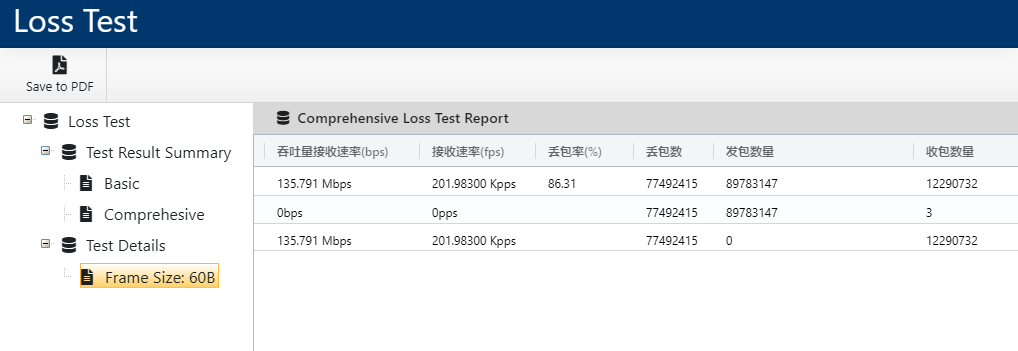 Loss Test
Save to PDF
Loss Test
Test Result Summary
Basic
Comprehesive
Test Details
Frame Size: 60B
Comprehensive Loss Test Report
吞吐量接收速率(bps) 接收速率(fps) 丢包率(%) 丢包数 发包数量 收包数量
135.791 Mbps 201.98300 Kpps 86.31 77492415 89783147 12290732
0bps 0pps 77492415 89783147 3
135.791 Mbps 201.98300 Kpps 77492415 0 12290732